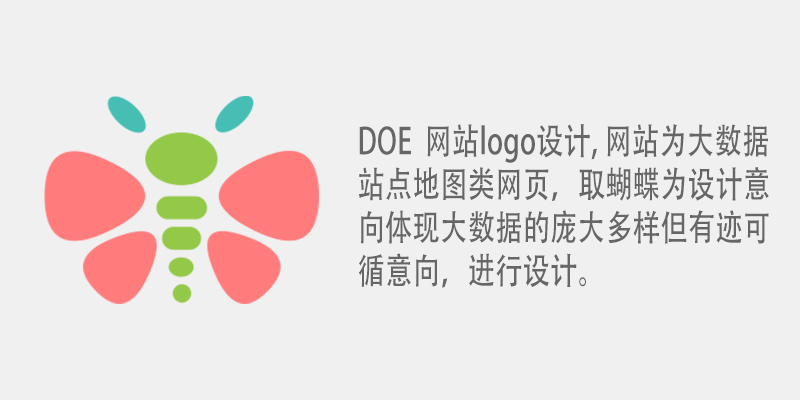 DOE 网站logo设计, 网站为大数据
站点地图类网页，取蝴蝶为设计意
向体现大数据的庞大多样但有迹可
循意向，进行设计。